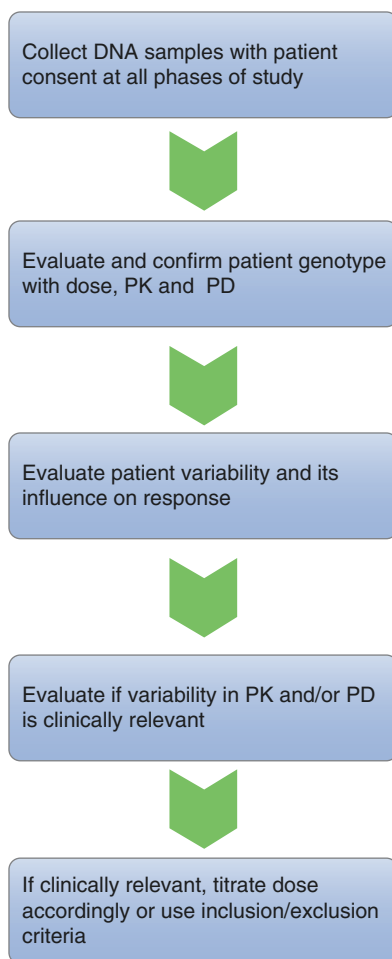 Collect DNA samples with patient
consent at all phases of study
Evaluate and confirm patient genotype
with dose, PK and PD
Evaluate patient variability and its
influence on response
Evaluate if variability in PK and/or PD
is clinically relevant
If clinically relevant, titrate dose
accordingly or use inclusion/exclusion
criteria